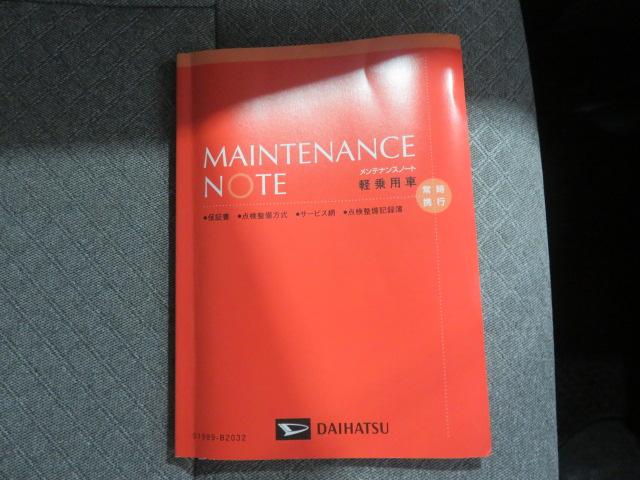 MAINTENANCE
NOTE
メンテナンスノート
軽乗用車
常時
携行
●保証書 ●点検整備方式 ●サービス網 ●点検整備記録簿
DAIHATSU